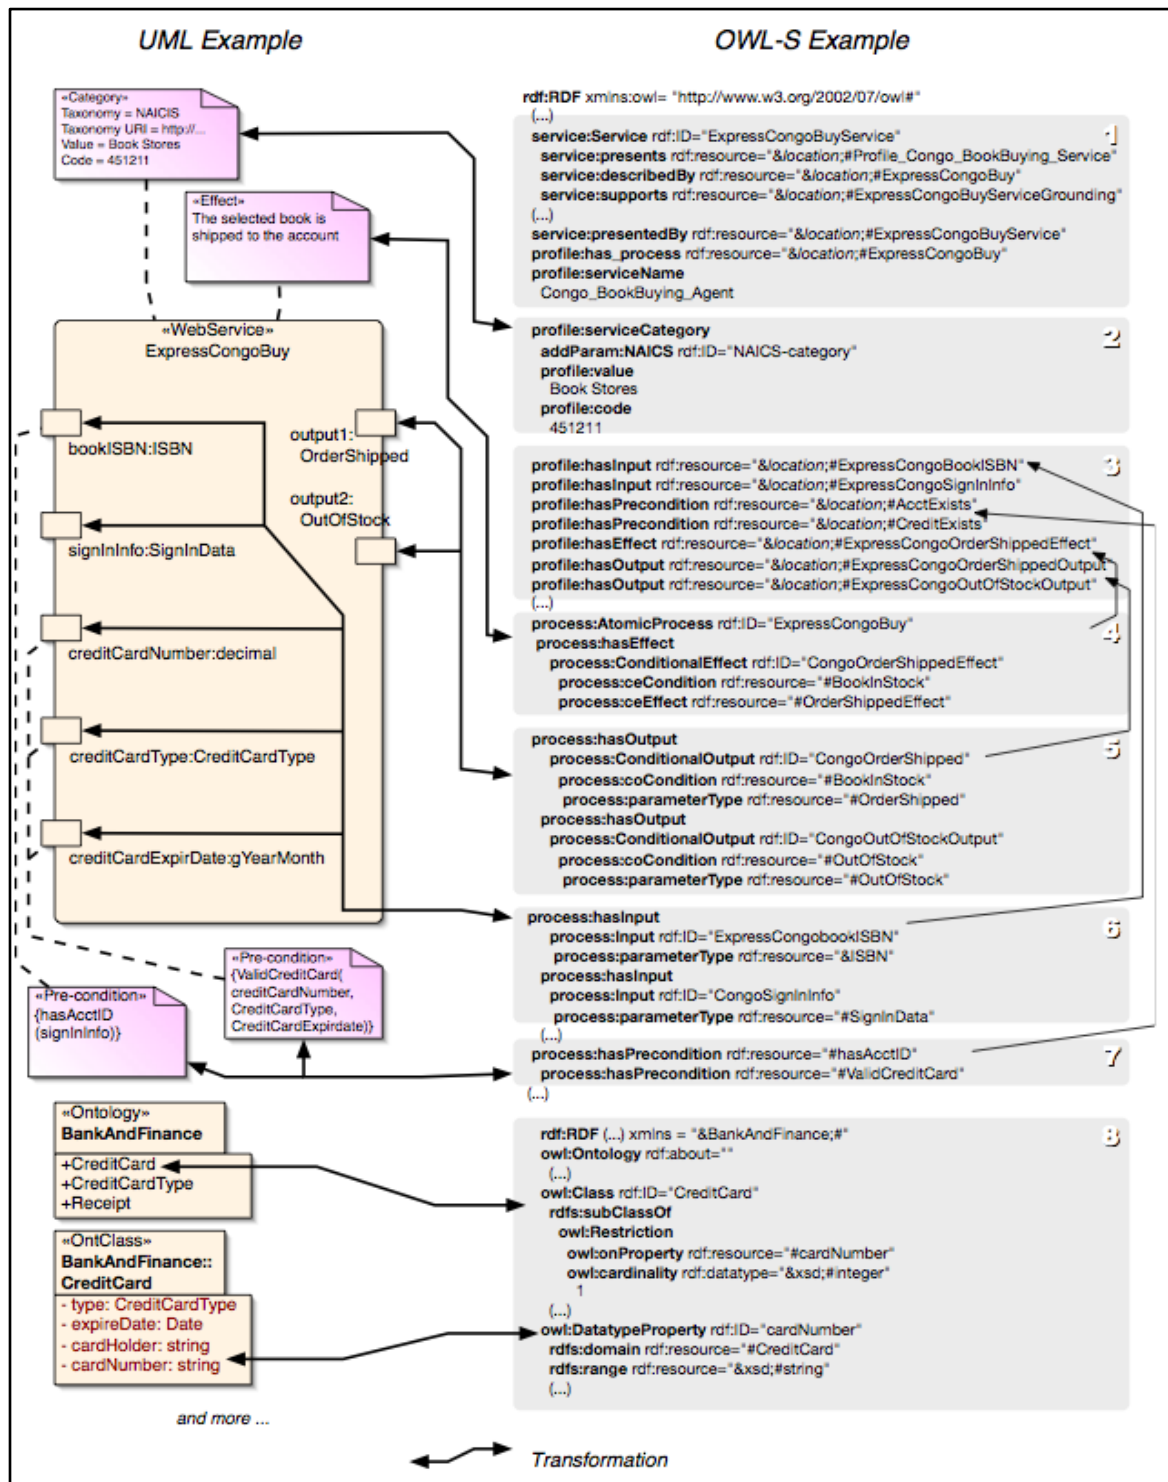 UML Example
OWL-S Example
«Category»
Taxonomy = NAICIS
Taxonomy URI = http://...
Value = Book Stores
Code = 451211
«Effect»
The selected book is
shipped to the account
«WebService»
ExpressCongoBuy
bookISBN:ISBN
signInInfo:SignInData
creditCardNumber:decimal
creditCardType:CreditCardType
creditCardExpirDate:gYearMonth
output1:
OrderShipped
output2:
OutOfStock
«Pre-condition»
{ValidCreditCard(
creditCardNumber,
CreditCardType,
CreditCardExpirdate)}
«Pre-condition»
{hasAcctID
(signInInfo)}
«Ontology»
BankAndFinance
+CreditCard
+CreditCardType
+Receipt
«OntClass»
BankAndFinance::
CreditCard
- type: CreditCardType
- expireDate: Date
- cardHolder: string
- cardNumber: string
and more ...
rdf:RDF xmlns:owl= "http://www.w3.org/2002/07/owl#"
(...)
1
service:Service rdf:ID="ExpressCongoBuyService"
service:presents rdf:resource="&location;#Profile_Congo_BookBuying_Service"
service:describedBy rdf:resource="&location;#ExpressCongoBuy"
service:supports rdf:resource="&location;#ExpressCongoBuyServiceGrounding"
(...)
service:presentedBy rdf:resource="&location;#ExpressCongoBuyService"
profile:has_process rdf:resource="&location;#ExpressCongoBuy"
profile:serviceName
Congo_BookBuying_Agent
2
profile:serviceCategory
addParam:NAICS rdf:ID="NAICS-category"
profile:value
Book Stores
profile:code
451211
3
profile:hasInput rdf:resource="&location;#ExpressCongoBookISBN"
profile:hasInput rdf:resource="&location;#ExpressCongoSignInInfo"
profile:hasPrecondition rdf:resource="&location;#AcctExists"
profile:hasPrecondition rdf:resource="&location;#CreditExists"
profile:hasEffect rdf:resource="&location;#ExpressCongoOrderShippedEffect"
profile:hasOutput rdf:resource="&location;#ExpressCongoOrderShippedOutput"
profile:hasOutput rdf:resource="&location;#ExpressCongoOutOfStockOutput"
(...)
4
process:AtomicProcess rdf:ID="ExpressCongoBuy"
process:hasEffect
process:ConditionalEffect rdf:ID="CongoOrderShippedEffect"
process:ceCondition rdf:resource="#BookInStock"
process:ceEffect rdf:resource="#OrderShippedEffect"
5
process:hasOutput
process:ConditionalOutput rdf:ID="CongoOrderShipped"
process:coCondition rdf:resource="#BookInStock"
process:parameterType rdf:resource="#OrderShipped"
process:hasOutput
process:ConditionalOutput rdf:ID="CongoOutOfStockOutput"
process:coCondition rdf:resource="#OutOfStock"
process:parameterType rdf:resource="#OutOfStock"
6
process:hasInput
process:Input rdf:ID="ExpressCongobookISBN"
process:parameterType rdf:resource="&ISBN"
process:hasInput
process:Input rdf:ID="CongoSignInInfo"
process:parameterType rdf:resource="#SignInData"
(...)
7
process:hasPrecondition rdf:resource="#hasAcctID"
process:hasPrecondition rdf:resource="#ValidCreditCard"
(...)
8
rdf:RDF (...) xmlns = "&BankAndFinance;#"
owl:Ontology rdf:about=""
(...)
owl:Class rdf:ID="CreditCard"
rdfs:subClassOf
owl:Restriction
owl:onProperty rdf:resource="#cardNumber"
owl:cardinality rdf:datatype="&xsd;#integer"
1
(...)
owl:DatatypeProperty rdf:ID="cardNumber"
rdfs:domain rdf:resource="#CreditCard"
rdfs:range rdf:resource="&xsd;#string"
(...)
Transformation